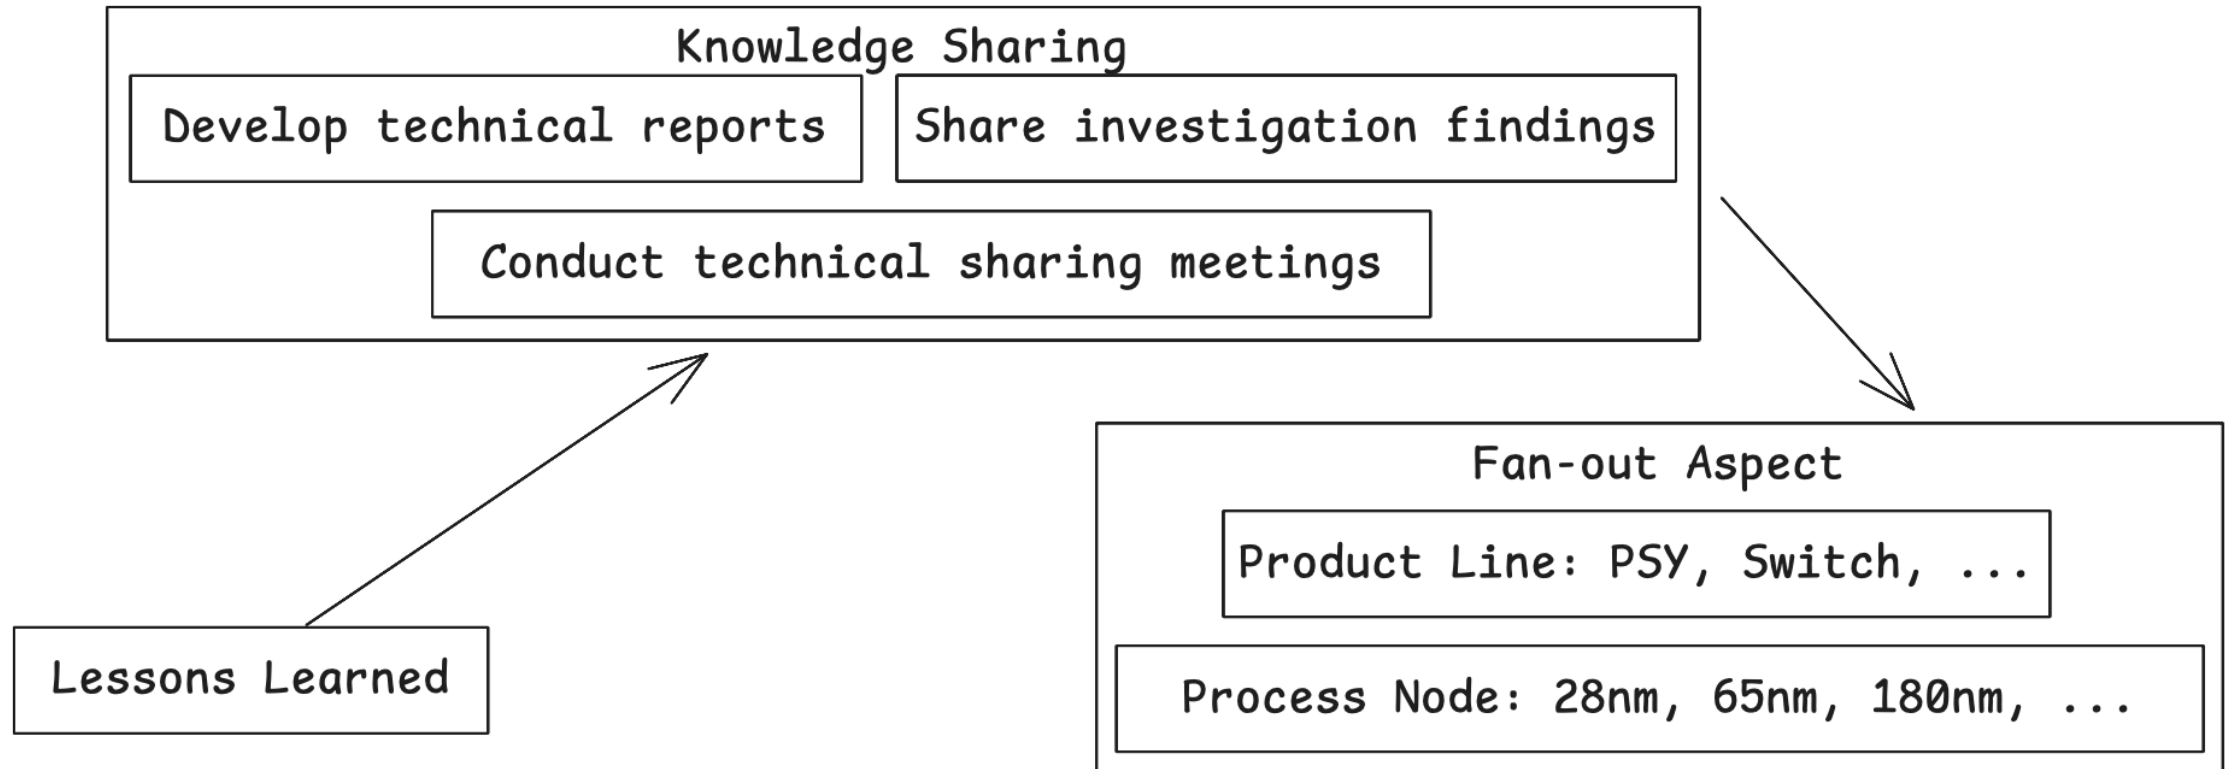 Knowledge Sharing
Develop technical reports
Share investigation findings
Conduct technical sharing meetings
Lessons Learned
Fan-out Aspect
Product Line: PSY, Switch, ...
Process Node: 28nm, 65nm, 180nm, ...